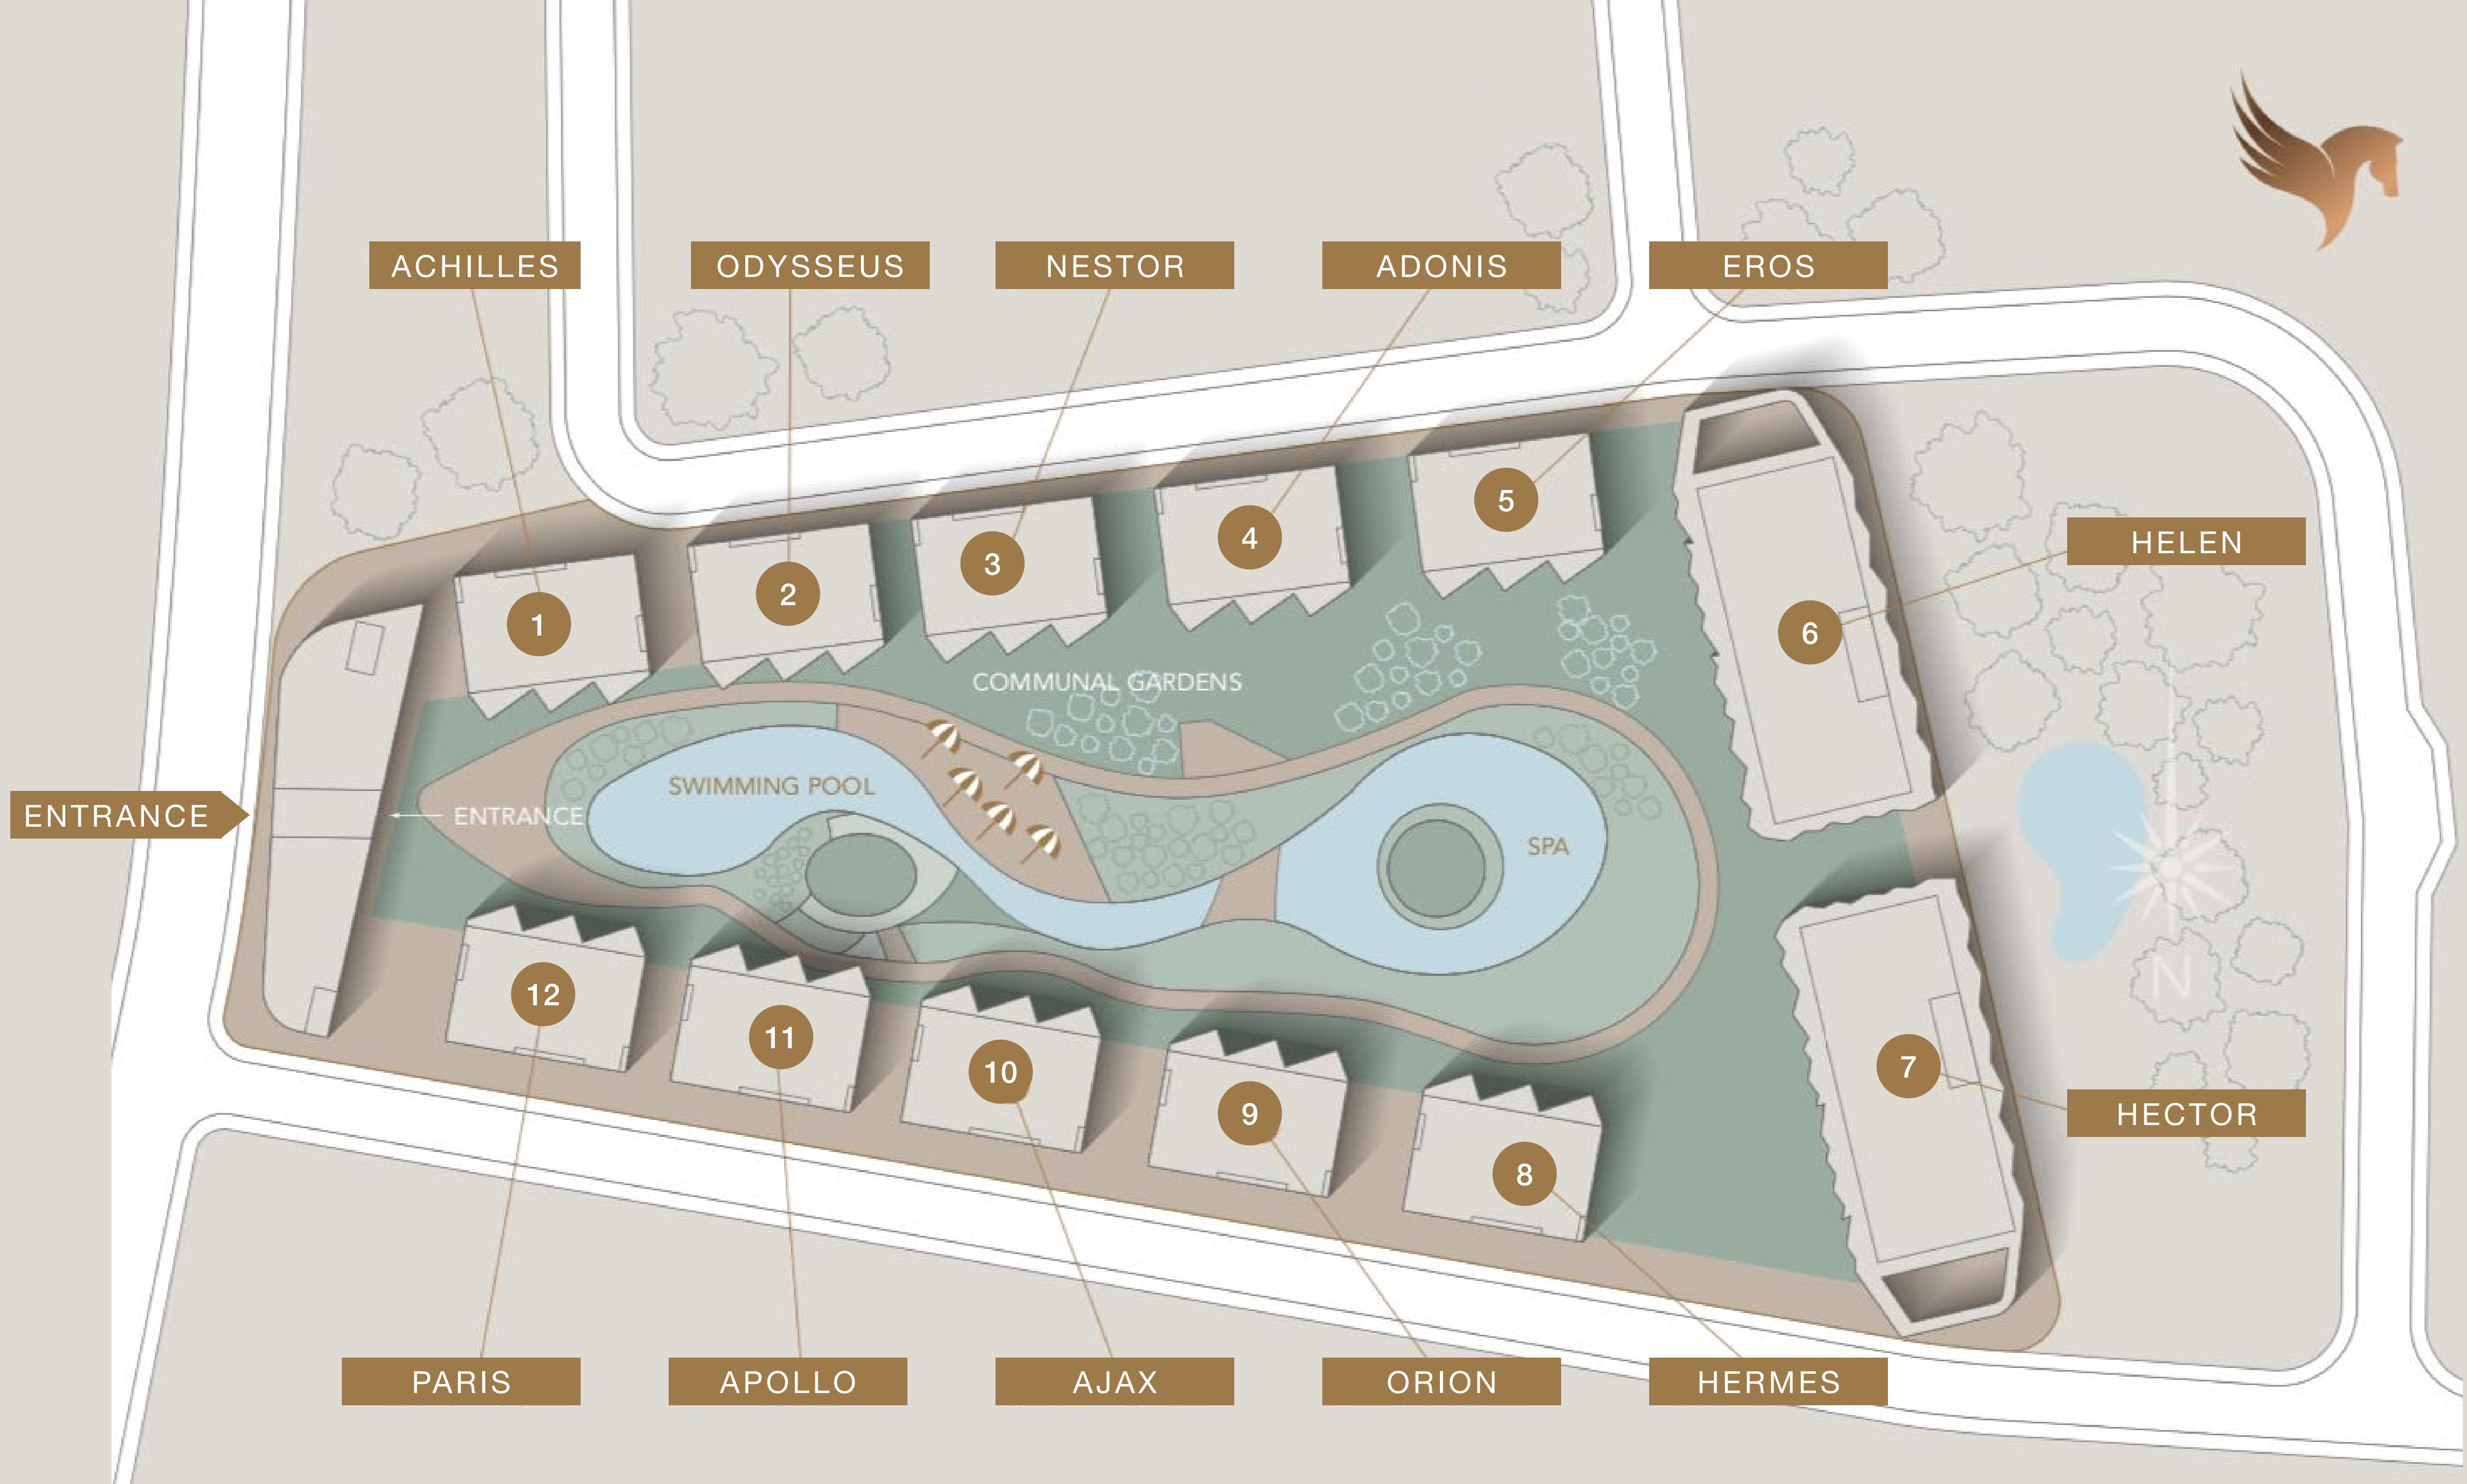 ACHILLES
ODYSSEUS
NESTOR
ADONIS
EROS
5
4
3
2
1
HELEN
6
COMMUNAL GARDENS
SWIMMING POOL
ENTRANCE
ENTRANCE
SPA
N
12
11
10
9
8
7
HECTOR
PARIS
APOLLO
AJAX
ORION
HERMES